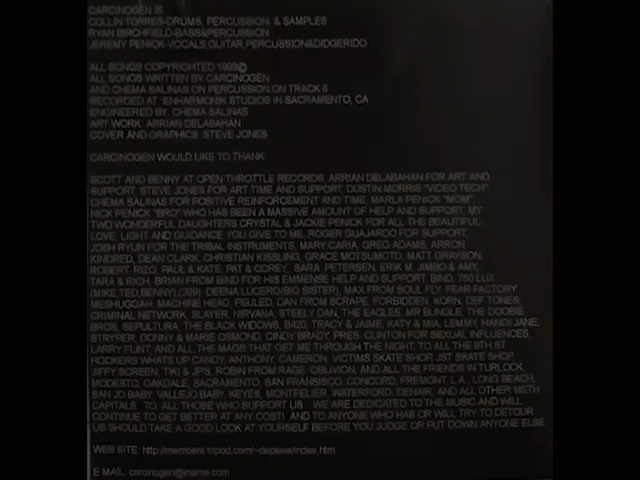 CARCINOGEN IS
COLLIN TORRES-DRUMS, PERCUSSION, & SAMPLES
RYAN BIRCHFIELD-BASS&PERCUSSION
JEREMY PENICK-VOCALS,GUITAR,PERCUSSION&DIDGERIDO
ALL SONGS COPYRIGHTED 1998©
ALL SONGS WRITTEN BY CARCINOGEN
AND CHEMA SALINAS ON PERCUSSION ON TRACK 6
RECORDED AT ENHARMONIK STUDIOS IN SACRAMENTO, CA
ENGINEERED BY CHEMA SALINAS
ART WORK: ARRIAN DELABAHAN
COVER AND GRAPHICS STEVE JONES
CARCINOGEN WOULD LIKE TO THANK
SCOTT AND BENNY AT OPEN THROTTLE RECORDS, ARRIAN DELABAHAN FOR ART AND
SUPPORT, STEVE JONES FOR ART TIME AND SUPPORT, DUSTIN MORRIS "VIDEO TECH",
CHEMA SALINAS FOR POSITIVE REINFORCEMENT AND TIME, MARLA PENICK "MOM",
NICK PENICK "BRO" WHO HAS BEEN A MASSIVE AMOUNT OF HELP AND SUPPORT, MY
TWO WONDERFUL DAUGHTERS CRYSTAL & JACKIE PENICK FOR ALL THE BEAUTIFUL
LOVE, LIGHT AND GUIDANCE YOU GIVE TO ME, ROGER GUAJARDO FOR SUPPORT,
JOSH RYUN FOR THE TRIBAL INSTRUMENTS, MARY CARIA, GREG ADAMS, ARRON
KINDRED, DEAN CLARK, CHRISTIAN KISSLING, GRACE MOTSUMOTO, MATT GRAYSON,
ROBERT RIZO, PAUL & KATE, PAT & COREY, SARA PETERSEN, ERIK M, JIMBO & AMY,
TARA & RICH, BRIAN FROM BIND FOR HIS EMMENSE HELP AND SUPPORT, BIND, 750 LUX
(MIKE,TED,BENNY) (209), DEENA LUCERO(BIG SISTER), MAX FROM SOUL FLY, FEAR FACTORY
MESHUGGAH, MACHINE HEAD, FEULED, DAN FROM SCRAPE, FORBIDDEN, KORN, DEF TONES,
CRIMINAL NETWORK, SLAYER, NIRVANA, STEELY DAN, THE EAGLES, MR BUNGLE, THE DOOBIE
BROS, SEPULTURA, THE BLACK WIDOWS, BI420, TRACY & JAIME, KATY & MIA, LEMMY, HANOI JANE,
STRYPER, DONNY & MARIE OSMOND, CINDY BRADY, PRES. CLINTON FOR SEXUAL INFLUENCES,
LARRY FLINT, AND ALL THE MAGS THAT GET ME THROUGH THE NIGHT, TO ALL THE 9TH ST.
HOOKERS WHATS UP CANDY, ANTHONY, CAMERON, VICTIMS SKATE SHOP, JST SKATE SHOP,
JIFFY SCREEN, TIKI & JP'S, ROBIN FROM RAGE, OBLIVION, AND ALL THE FRIENDS IN TURLOCK,
MODESTO, OAKDALE, SACRAMENTO, SAN FRANSISCO, CONCORD, FREMONT, L.A., LONG BEACH,
SAN JO BABY, VALLEJO BABY, KEYES, MONTPELIER, WATERFORD, DENAIR, AND ALL OTHER METH
CAPITALS. TO ALL THOSE WHO SUPPORT US. WE ARE DEDICATED TO THE MUSIC AND WILL
CONTINUE TO GET BETTER AT ANY COST! AND TO ANYONE WHO HAS OR WILL TRY TO DETOUR
US SHOULD TAKE A GOOD LOOK AT YOURSELF BEFORE YOU JUDGE OR PUT DOWN ANYONE ELSE.
WEB SITE: http://members.tripod.com/~depewa/index.htm
E MAIL: carcinogen@iname.com